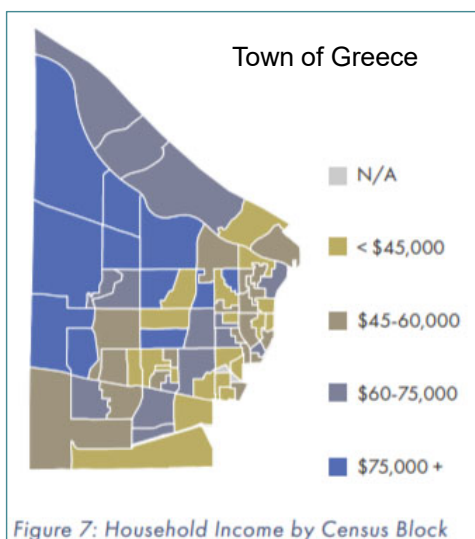 Town of Greece
N/A
< $45,000
$45-60,000
$60-75,000
$75,000 +
Figure 7: Household Income by Census Block